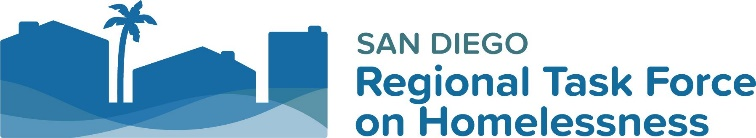 SAN DIEGO
Regional Task Force
on Homelessness